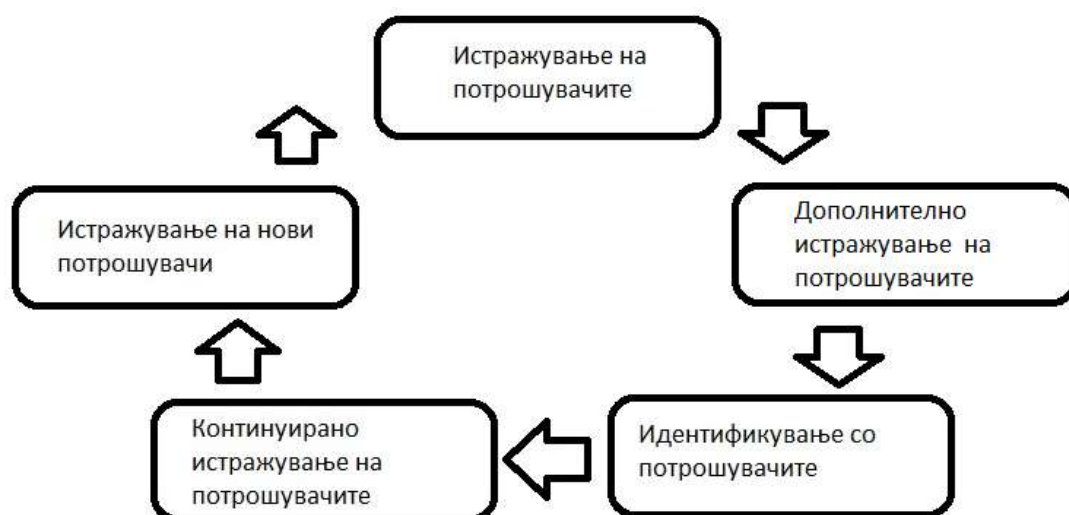 Истражување на
потрошувачите
Дополнително
истражување на
потрошувачите
Идентификување со
потрошувачите
Континуирано
истражување на
потрошувачите
Истражување на нови
потрошувачи